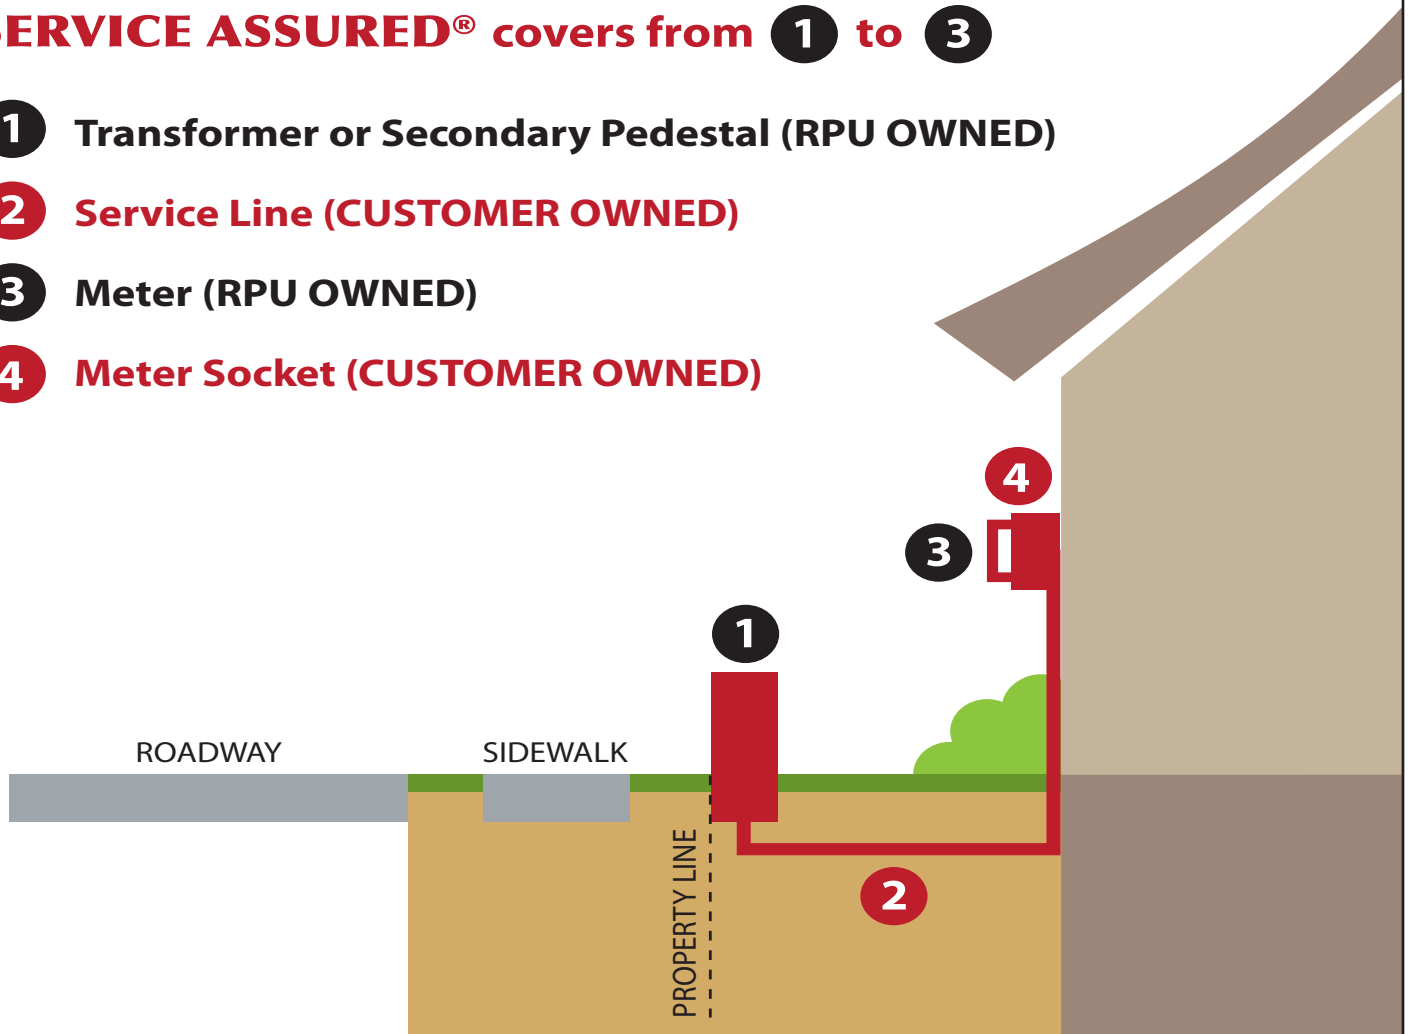 SERVICE ASSURED® covers from 1 to 3
1 Transformer or Secondary Pedestal (RPU OWNED)
2 Service Line (CUSTOMER OWNED)
3 Meter (RPU OWNED)
4 Meter Socket (CUSTOMER OWNED)
4
3
1
ROADWAY
SIDEWALK
PROPERTY LINE
2